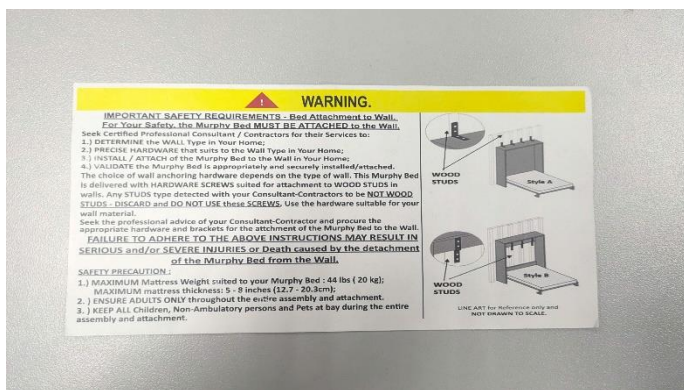 WARNING.
IMPORTANT SAFETY REQUIREMENTS - Bed Attachment to Wall.
For Your Safety, the Murphy Bed MUST BE ATTACHED to the Wall.
Seek Certified Professional Consultant / Contractors for their Services to:
1.) DETERMINE the WALL Type in Your Home;
2.) PRECISE HARDWARE that suits to the Wall Type in Your Home;
3.) INSTALL / ATTACH of the Murphy Bed to the Wall in Your Home;
4.) VALIDATE the Murphy Bed is appropriately and securely installed/attached.
The choice of wall anchoring hardware depends on the type of wall. This Murphy Bed
is delivered with HARDWARE SCREWS suited for attachment to WOOD STUDS in
walls. Any STUDS type detected with your Consultant-Contractors to be NOT WOOD
STUDS - DISCARD and DO NOT USE these SCREWS. Use the hardware suitable for your
wall material.
Seek the professional advice of your Consultant-Contractor and procure the
appropriate hardware and brackets for the attchment of the Murphy Bed to the Wall.
FAILURE TO ADHERE TO THE ABOVE INSTRUCTIONS MAY RESULT IN
SERIOUS and/or SEVERE INJURIES or Death caused by the detachment
of the Murphy Bed from the Wall.
SAFETY PRECAUTION :
1.) MAXIMUM Mattress Weight suited to your Murphy Bed : 44 lbs ( 20 kg);
MAXIMUM mattress thickness: 5 - 8 inches (12.7 - 20.3cm);
2. ) ENSURE ADULTS ONLY throughout the entire assembly and attachment.
3. ) KEEP ALL Children, Non-Ambulatory persons and Pets at bay during the entire
assembly and attachment.
WOOD
STUDS
Style A
WOOD
STUDS
Style B
LINE ART for Reference only and
NOT DRAWN TO SCALE.